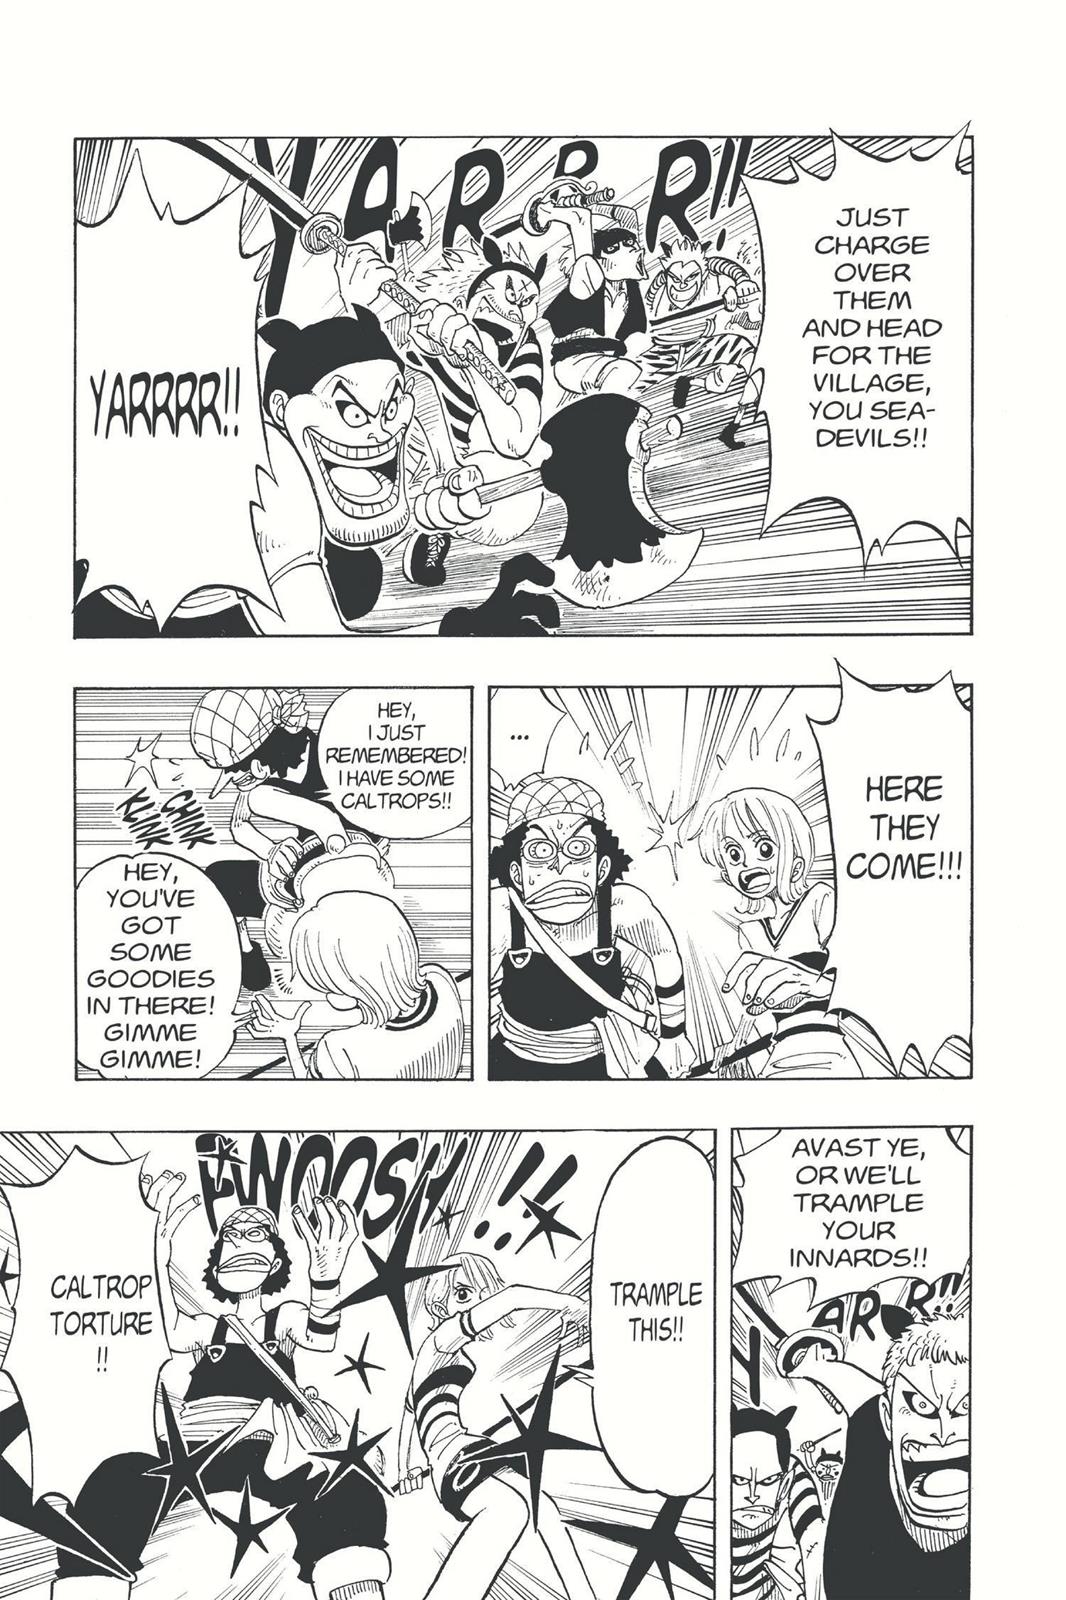 YARRR!!
JUST
CHARGE
OVER
THEM
AND HEAD
FOR THE
VILLAGE,
YOU SEA-
DEVILS!!
YARRRR!!
HERE
THEY
COME!!!
...
HEY,
I JUST
REMEMBERED!
I HAVE SOME
CALTROPS!!
CHINK
KLINK
HEY,
YOU'VE
GOT
SOME
GOODIES
IN THERE!
GIMME
GIMME!
AVAST YE,
OR WE'LL
TRAMPLE
YOUR
INNARDS!!
YARR!!
TRAMPLE
THIS!!
FWOOSH!!
CALTROP
TORTURE
!!